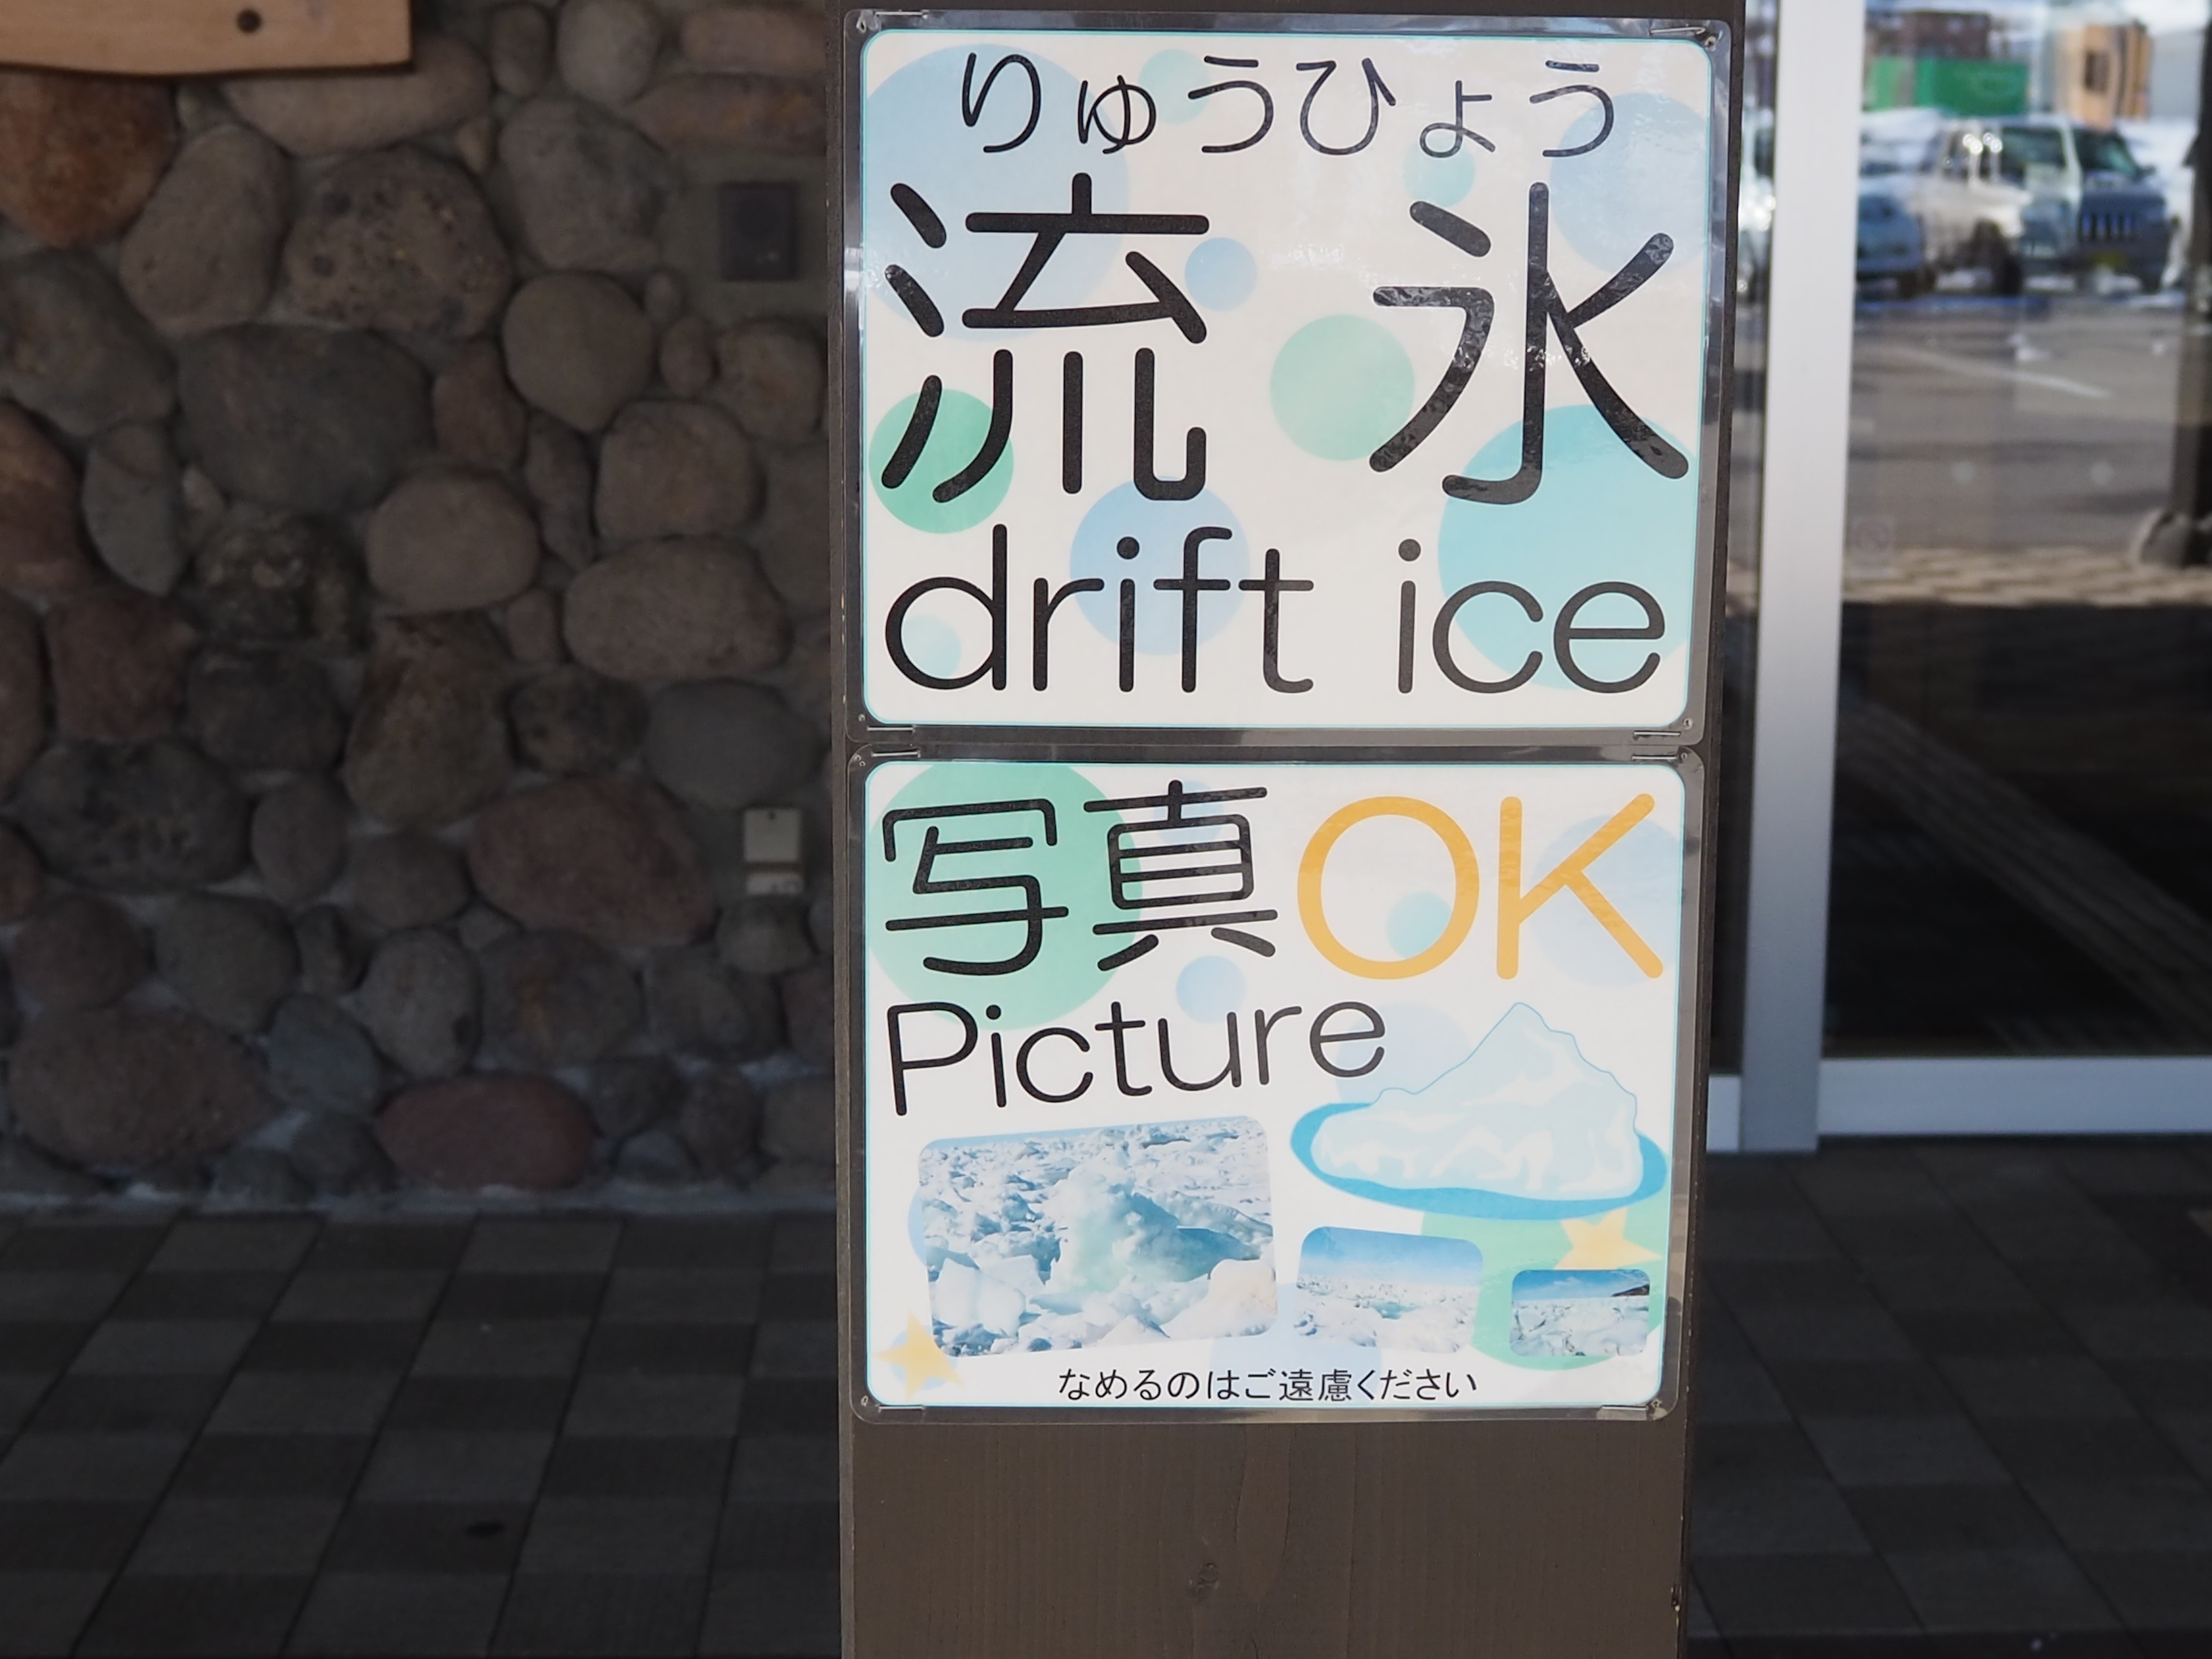 りゅうひょう
流氷
drift ice
写真OK
Picture
なめるのはご遠慮ください